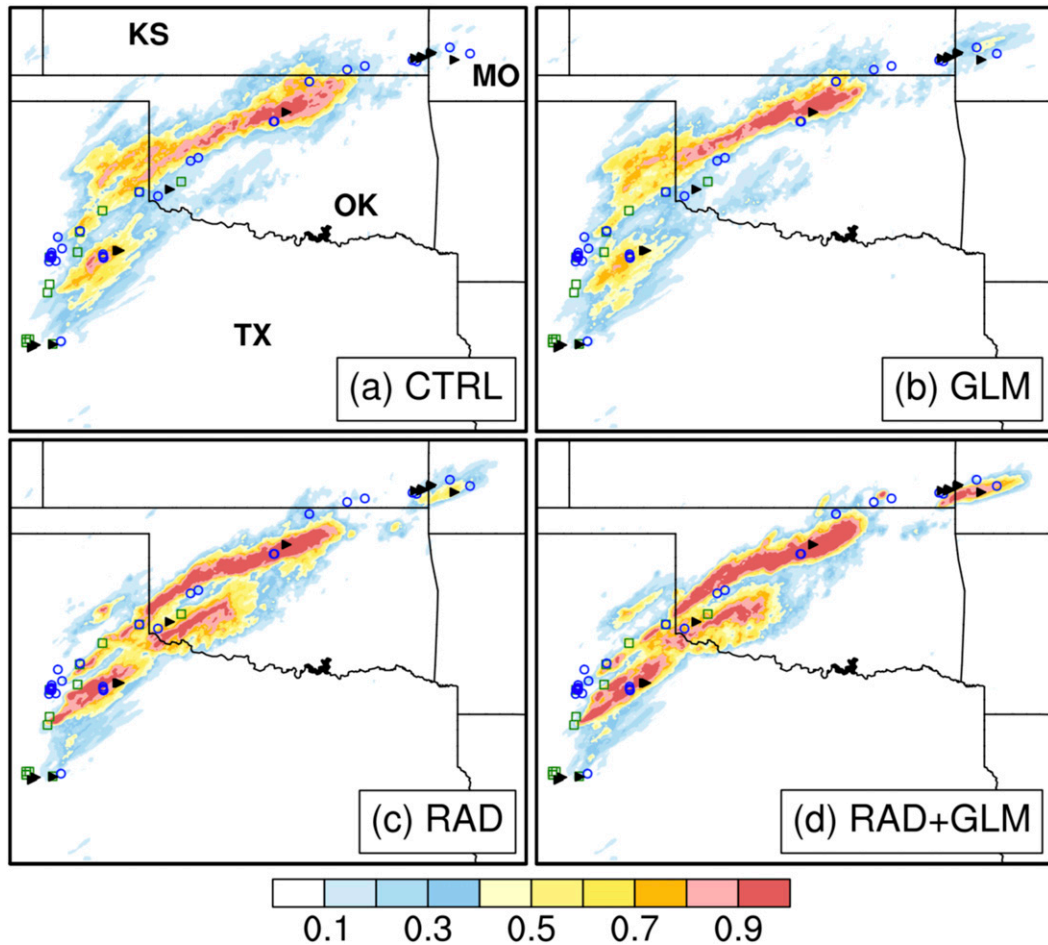 KS
MO
OK
TX
(a) CTRL
(b) GLM
(c) RAD
(d) RAD+GLM
0.1 0.3 0.5 0.7 0.9